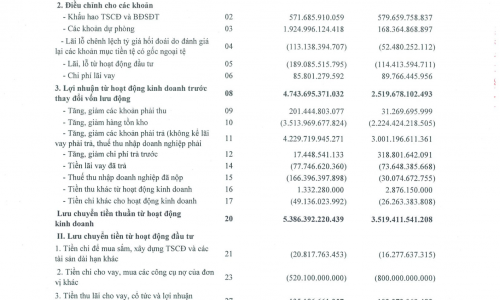 2. Điều chỉnh cho các khoản
- Khấu hao TSCĐ và BĐSĐT 02 571.685.910.059 579.659.758.837
- Các khoản dự phòng 03 1.924.996.124.418 168.364.868.897
- Lãi lỗ chênh lệch tỷ giá hối đoái do đánh giá
lại các khoản mục tiền tệ có gốc ngoại tệ 04 (113.138.394.707) (52.480.252.112)
- Lãi, lỗ từ hoạt động đầu tư 05 (189.085.515.795) (114.413.594.711)
- Chi phí lãi vay 06 85.801.279.592 89.766.445.956
3. Lợi nhuận từ hoạt động kinh doanh trước
thay đổi vốn lưu động 08 4.743.695.371.032 2.519.678.102.493
- Tăng, giảm các khoản phải thu 09 201.444.803.077 31.269.695.999
- Tăng, giảm hàng tồn kho 10 (3.513.969.677.824) (2.224.424.218.505)
- Tăng, giảm các khoản phải trả (không kể lãi
vay phải trả, thuế thu nhập doanh nghiệp phải 11 4.229.719.945.271 3.001.196.611.361
- Tăng, giảm chi phí trả trước 12 17.448.541.133 318.801.642.091
- Tiền lãi vay đã trả 14 (77.746.620.360) (73.648.385.668)
- Thuế thu nhập doanh nghiệp đã nộp 15 (166.396.397.898) (30.074.672.755)
- Tiền thu khác từ hoạt động kinh doanh 16 1.332.280.000 2.876.150.000
- Tiền chi khác cho hoạt động kinh doanh 17 (49.136.023.992) (26.263.383.808)
Lưu chuyển tiền thuần từ hoạt động
kinh doanh 20 5.386.392.220.439 3.519.411.541.208
II. Lưu chuyển tiền từ hoạt động đầu tư
1. Tiền chi để mua sắm, xây dựng TSCĐ và các
tài sản dài hạn khác 21 (20.817.763.454) (16.277.637.315)
2. Tiền chi cho vay, mua các công cụ nợ của đơn
vị khác 23 (520.100.000.000) (800.000.000.000)
3. Tiền thu lãi cho vay, cổ tức và lợi nhuận